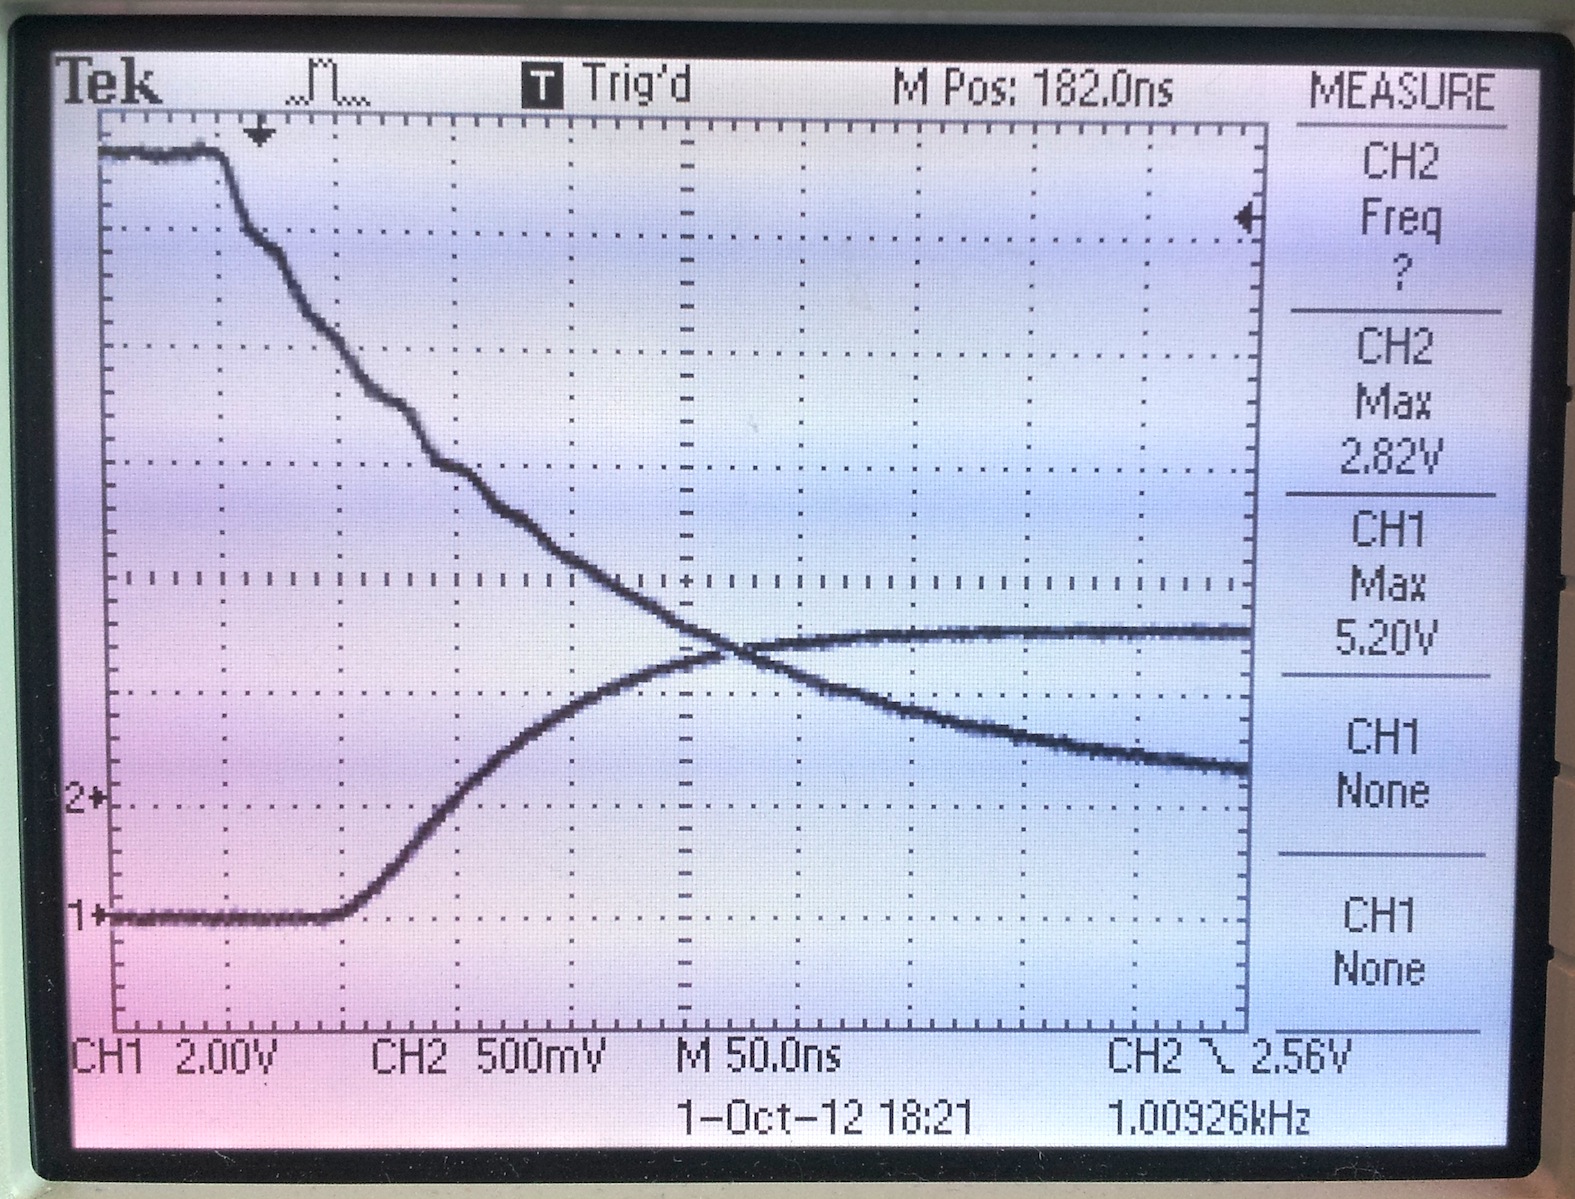 Tek T Trig'd M Pos: 182.0ns MEASURE
CH2
Freq
?
CH2
Max
2.82V
CH1
Max
5.20V
CH1
None
CH1
None
2
1
CH1 2.00V CH2 500mV M 50.0ns CH2 2.56V
1-Oct-12 18:21 1.00926kHz